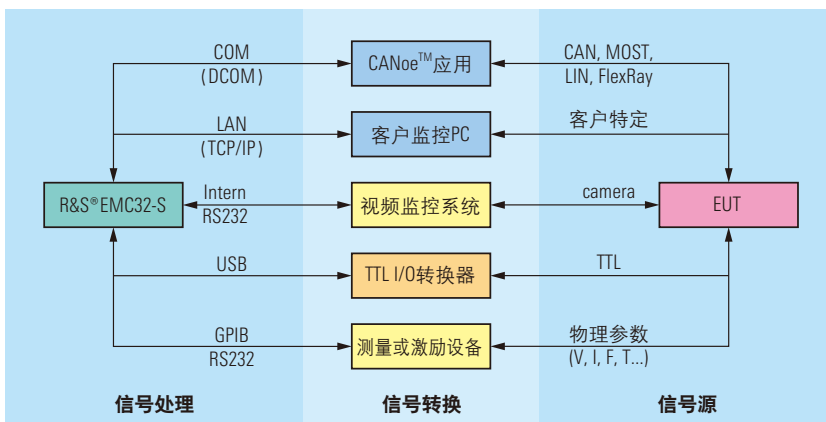 COM
(DCOM)
CANoe™应用
CAN, MOST,
LIN, FlexRay
LAN
(TCP/IP)
客户监控PC
客户特定
R&S®EMC32-S
Intern
RS232
视频监控系统
camera
EUT
USB
TTL I/O转换器
TTL
GPIB
RS232
测量或激励设备
物理参数
(V, I, F, T...)
信号处理
信号转换
信号源